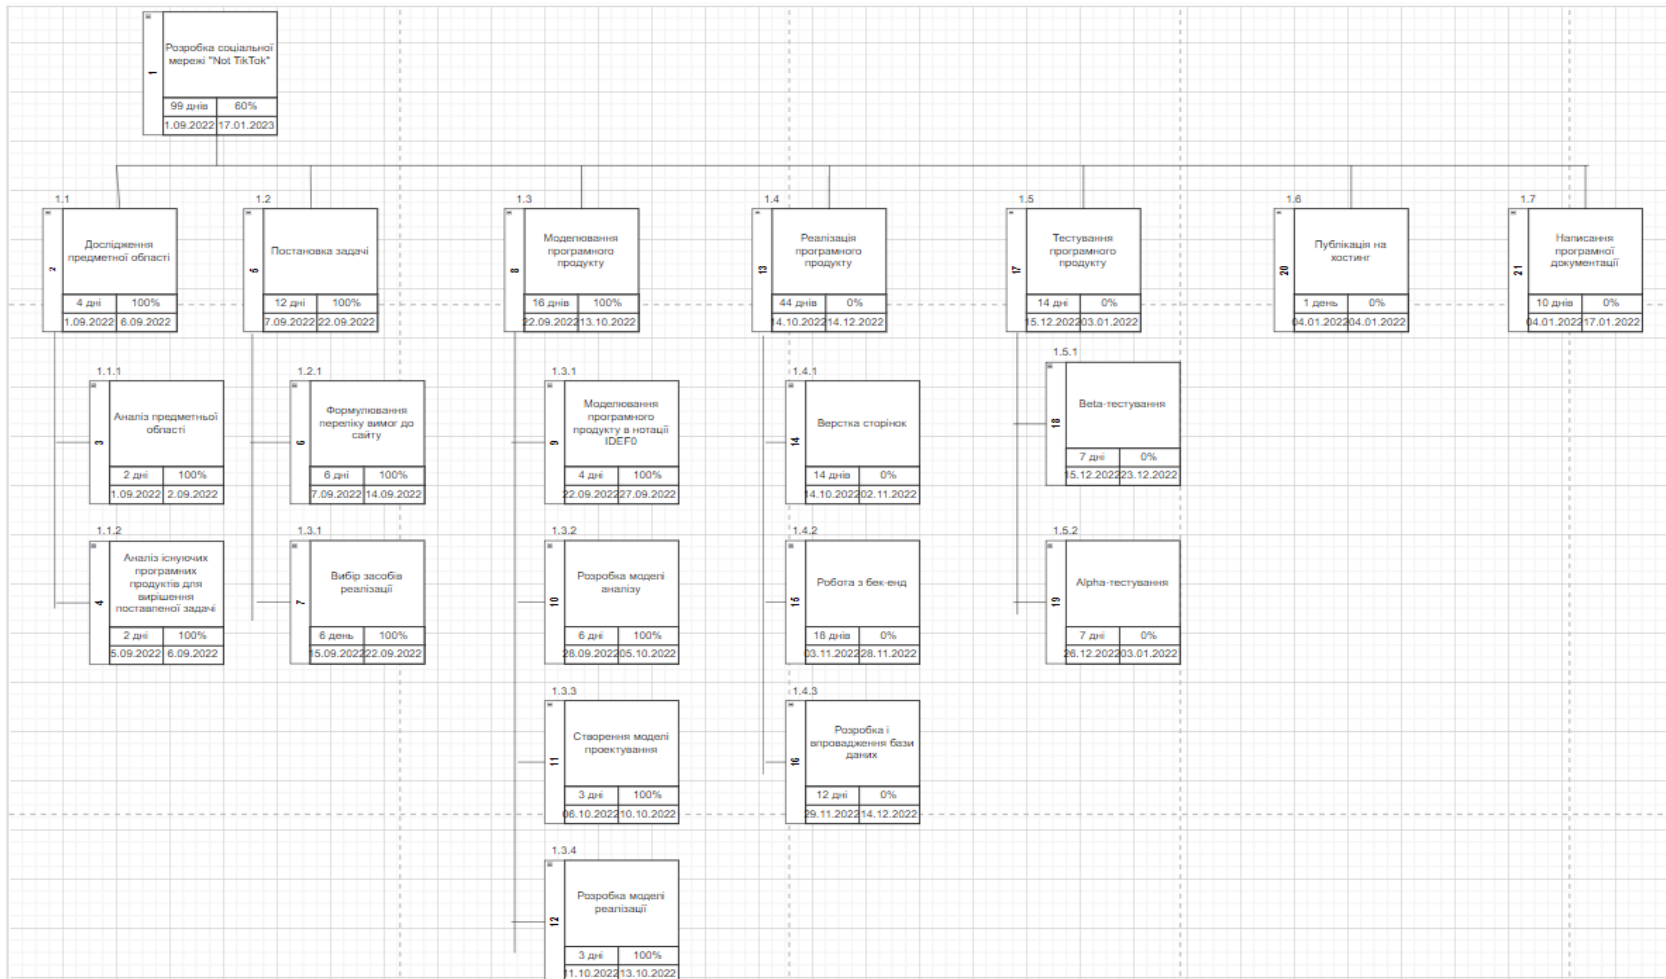 Розробка соціальної
мережі "Not TikTok"
1
99 днів 60%
1.09.2022 17.01.2023
1.1
Дослідження
предметної області
2
4 дні 100%
1.09.2022 6.09.2022
1.2
Постановка задачі
5
12 дні 100%
7.09.2022 22.09.2022
1.3
Моделювання
програмного
продукту
8
16 днів 100%
22.09.2022 13.10.2022
1.4
Реалізація
програмного
продукту
13
44 днів 0%
14.10.2022 14.12.2022
1.5
Тестування
програмного
продукту
17
14 дні 0%
15.12.2022 03.01.2022
1.6
Публікація на
хостинг
20
1 день 0%
04.01.2022 04.01.2022
1.7
Написання
програмної
документації
21
10 днів 0%
04.01.2022 17.01.2022
1.1.1
Аналіз предметньої
області
3
2 дні 100%
1.09.2022 2.09.2022
1.2.1
Формулювання
переліку вимог до
сайту
6
6 дні 100%
7.09.2022 14.09.2022
1.3.1
Моделювання
програмного
продукту в нотації
IDEF0
9
4 дні 100%
22.09.2022 27.09.2022
1.4.1
Верстка сторінок
14
14 днів 0%
14.10.2022 02.11.2022
1.5.1
Beta-тестування
18
7 дні 0%
15.12.2022 23.12.2022
1.1.2
Аналіз існуючих
програмних
продуктів для
вирішення
поставленої задачі
4
2 дні 100%
5.09.2022 6.09.2022
1.3.1
Вибір засобів
реалізації
7
6 день 100%
15.09.2022 22.09.2022
1.3.2
Розробка моделі
аналізу
10
6 дні 100%
28.09.2022 05.10.2022
1.4.2
Робота з бек-енд
15
18 днів 0%
03.11.2022 28.11.2022
1.5.2
Alpha-тестування
19
7 дні 0%
26.12.2022 03.01.2022
1.3.3
Створення моделі
проектування
11
3 дні 100%
06.10.2022 10.10.2022
1.4.3
Розробка і
впровадження бази
даних
16
12 дні 0%
29.11.2022 14.12.2022
1.3.4
Розробка моделі
реалізації
12
3 дні 100%
11.10.2022 13.10.2022